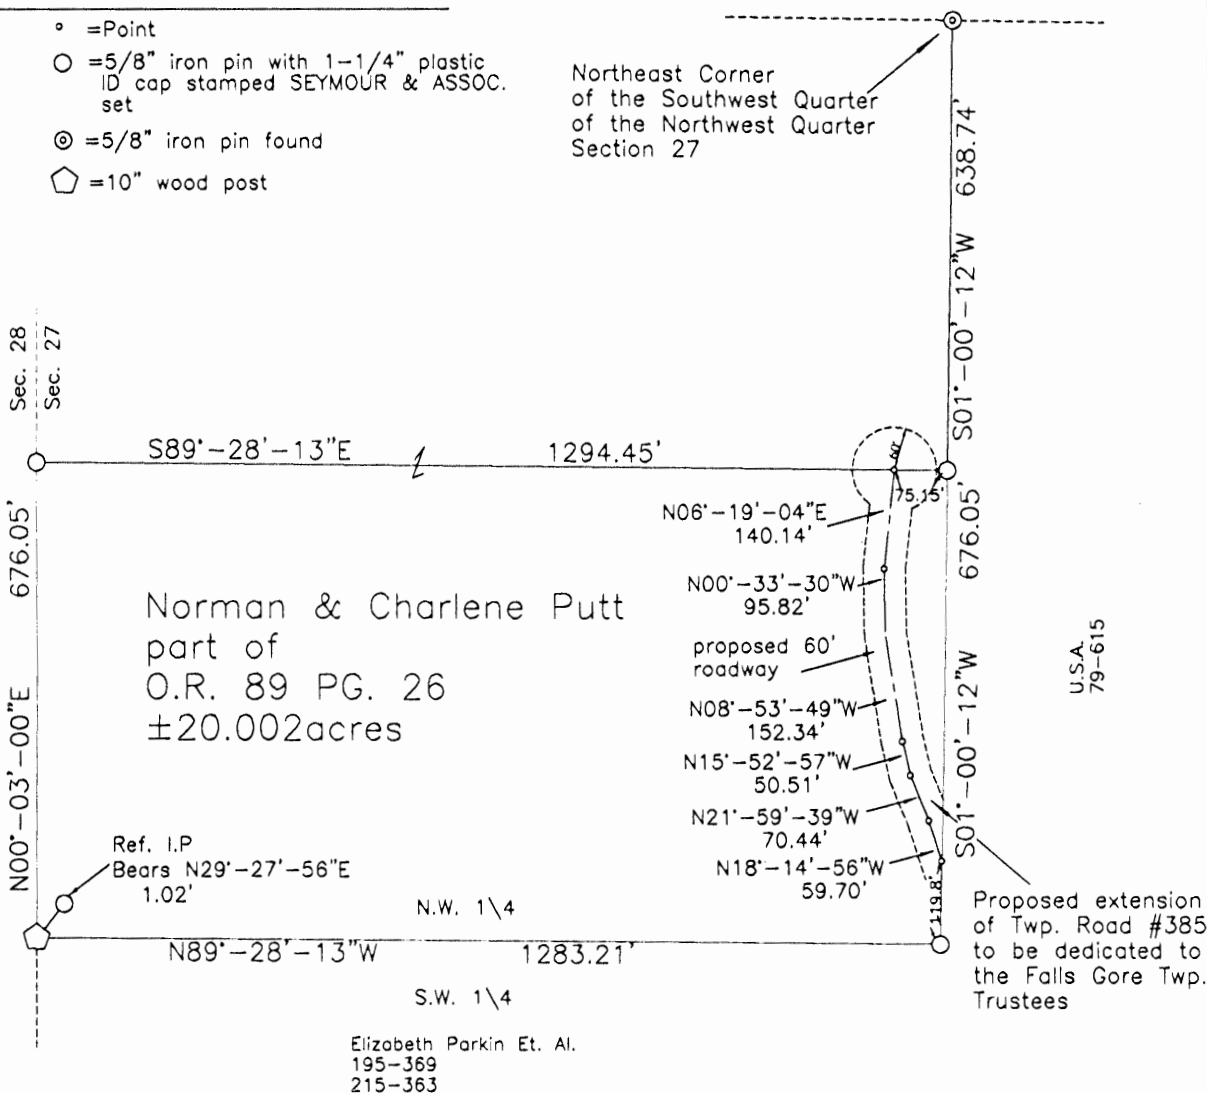 ° =Point
○ =5/8" iron pin with 1-1/4" plastic
ID cap stamped SEYMOUR & ASSOC.
set
◎ =5/8" iron pin found
⬠ =10" wood post
Northeast Corner
of the Southwest Quarter
of the Northwest Quarter
Section 27
638.74'
S01°-00'-12"W
Sec. 28
Sec. 27
S89°-28'-13"E
1294.45'
60'
75.15'
676.05'
N00°-03'-00"E
676.05'
S01°-00'-12"W
N06°-19'-04"E
140.14'
N00°-33'-30"W
95.82'
proposed 60'
roadway
N08°-53'-49"W
152.34'
N15°-52'-57"W
50.51'
N21°-59'-39"W
70.44'
N18°-14'-56"W
59.70'
119.8'
Norman & Charlene Putt
part of
O.R. 89 PG. 26
±20.002acres
U.S.A.
79-615
Ref. I.P
Bears N29°-27'-56"E
1.02'
N.W. 1\4
N89°-28'-13"W
1283.21'
S.W. 1\4
Proposed extension
of Twp. Road #385
to be dedicated to
the Falls Gore Twp.
Trustees
Elizabeth Parkin Et. Al.
195-369
215-363